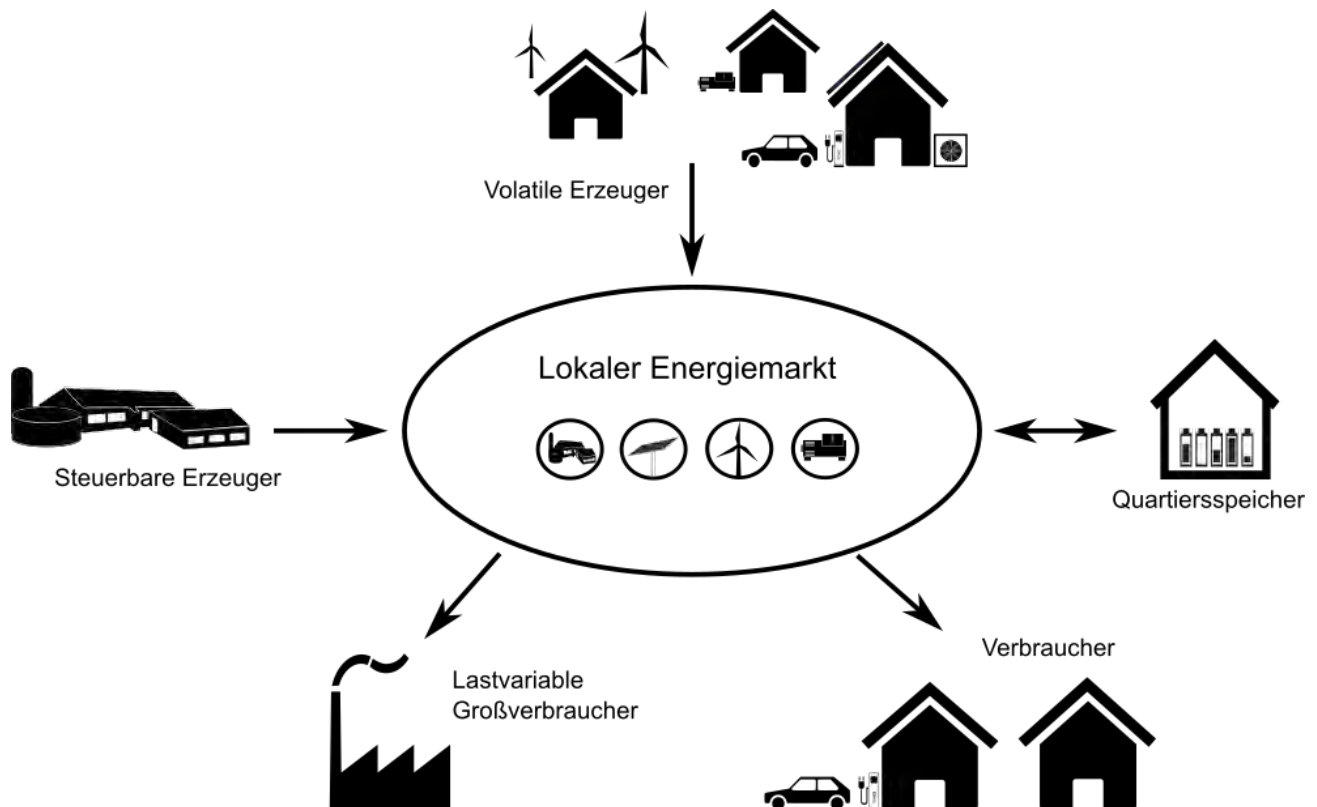 Volatile Erzeuger
Lokaler Energiemarkt
Steuerbare Erzeuger
Quartiersspeicher
Verbraucher
Lastvariable
Großverbraucher